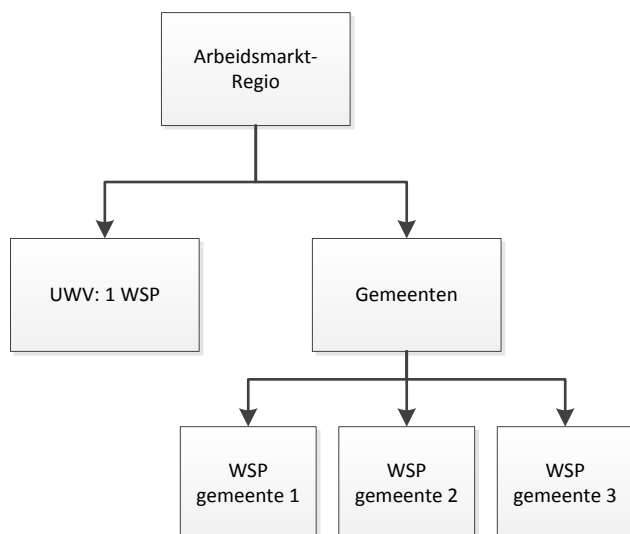 Arbeidsmarkt-
Regio
UWV: 1 WSP
Gemeenten
WSP
gemeente 1
WSP
gemeente 2
WSP
gemeente 3